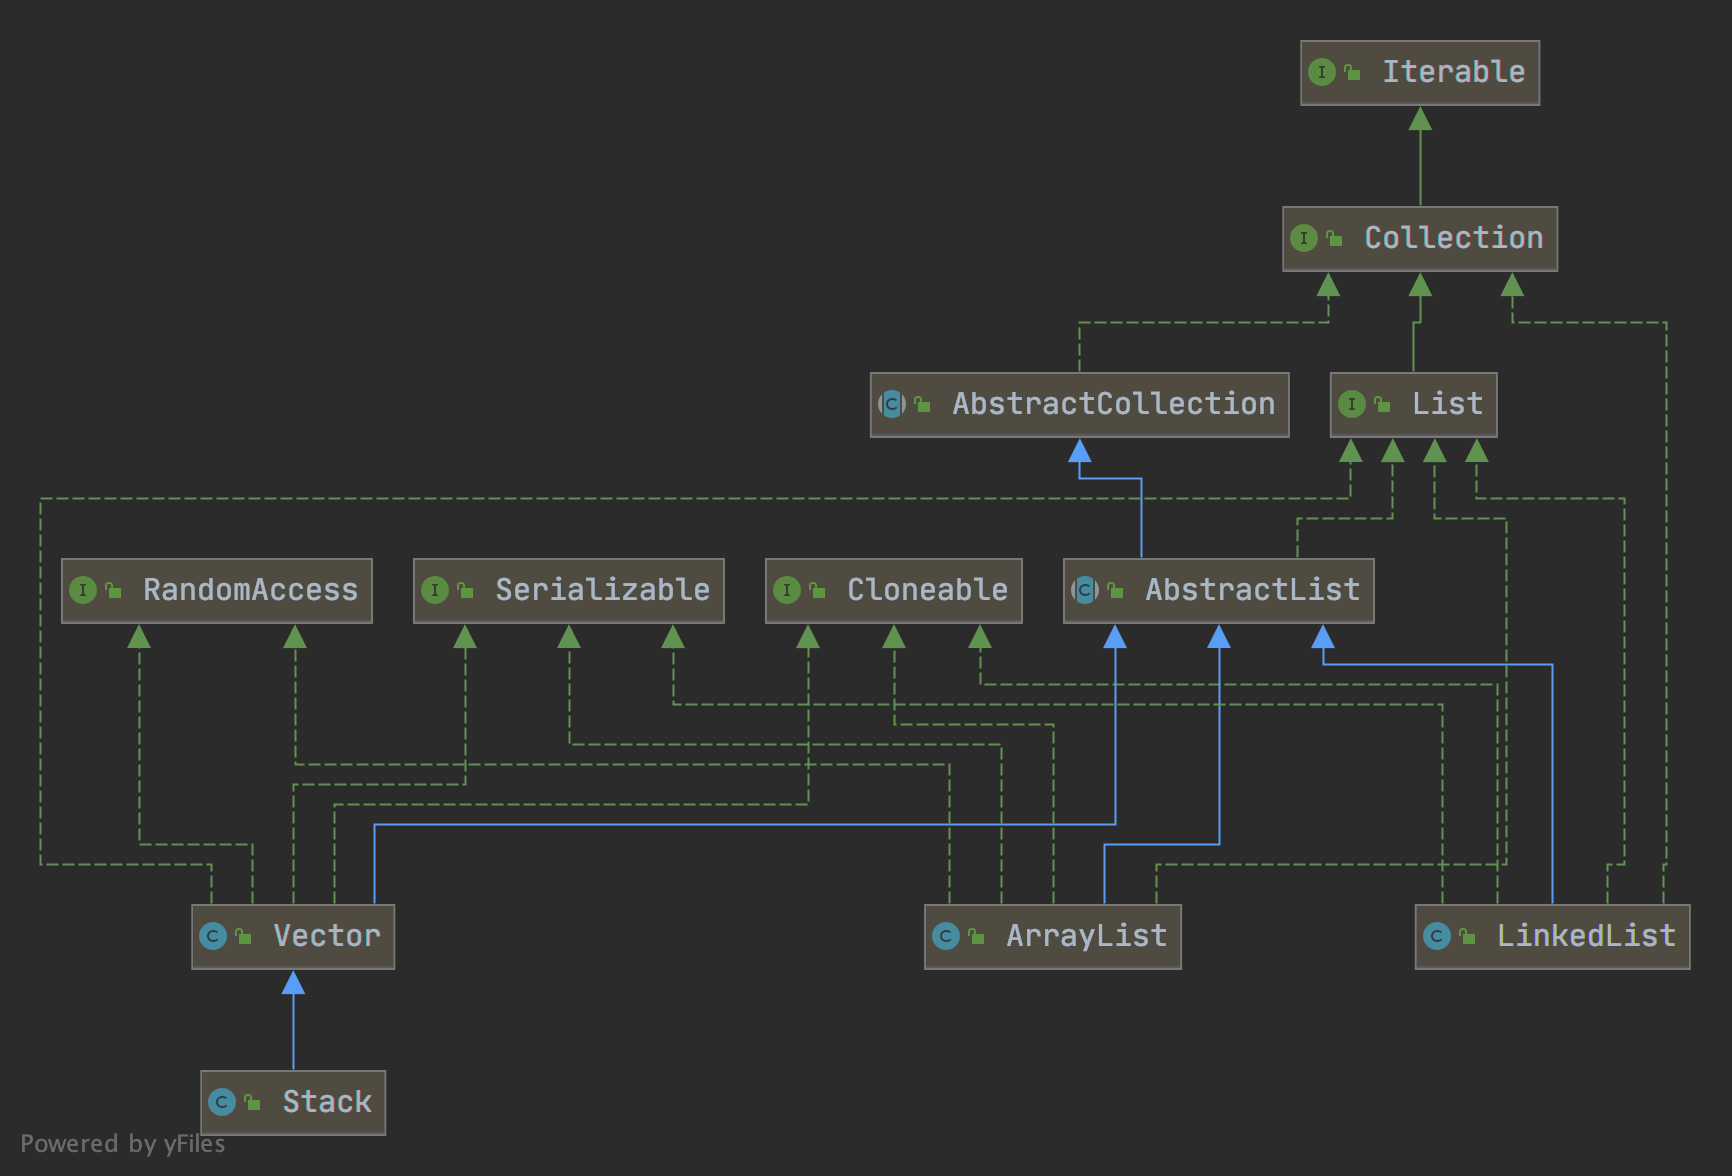 Iterable
Collection
AbstractCollection
List
RandomAccess
Serializable
Cloneable
AbstractList
Vector
ArrayList
LinkedList
Stack
Powered by yFiles